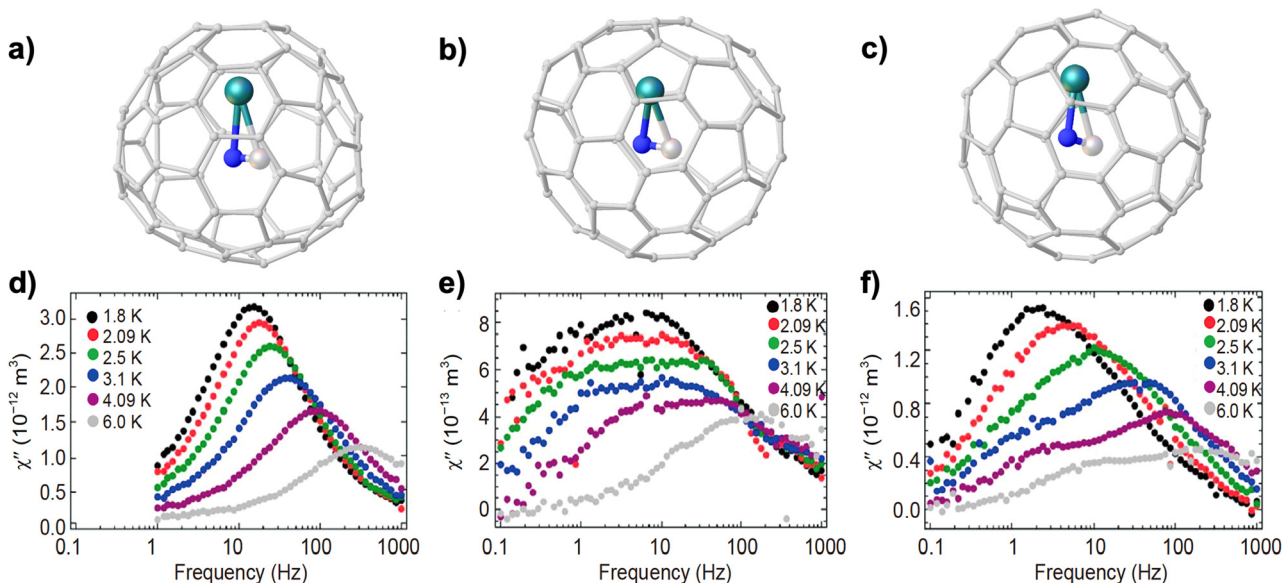 a)
b)
c)
d)
χ″ (10⁻¹² m³)
3.0
2.5
2.0
1.5
1.0
0.5
0.0
1.8 K
2.09 K
2.5 K
3.1 K
4.09 K
6.0 K
0.1
1
10
100
1000
Frequency (Hz)
e)
χ″ (10⁻¹³ m³)
8
6
4
2
0
1.8 K
2.09 K
2.5 K
3.1 K
4.09 K
6.0 K
0.1
1
10
100
1000
Frequency (Hz)
f)
χ″ (10⁻¹² m³)
1.6
1.2
0.8
0.4
0.0
1.8 K
2.09 K
2.5 K
3.1 K
4.09 K
6.0 K
0.1
1
10
100
1000
Frequency (Hz)